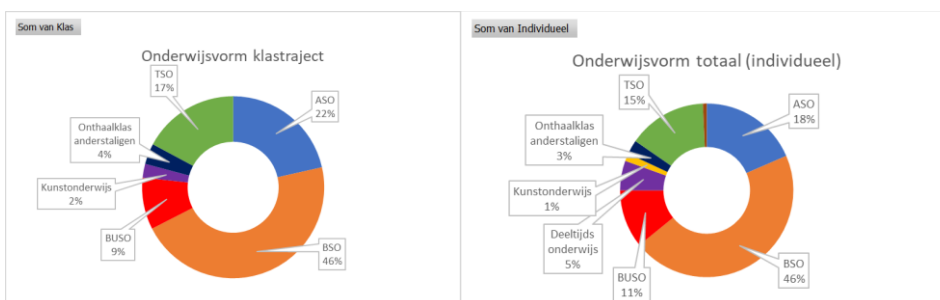 Som van Klas
Onderwijsvorm klastraject
TSO
17%
ASO
22%
Onthaalklas
anderstaligen
4%
Kunstonderwijs
2%
BUSO
9%
BSO
46%
Som van Individueel
Onderwijsvorm totaal (individueel)
TSO
15%
ASO
18%
Onthaalklas
anderstaligen
3%
Kunstonderwijs
1%
Deeltijds
onderwijs
5%
BUSO
11%
BSO
46%